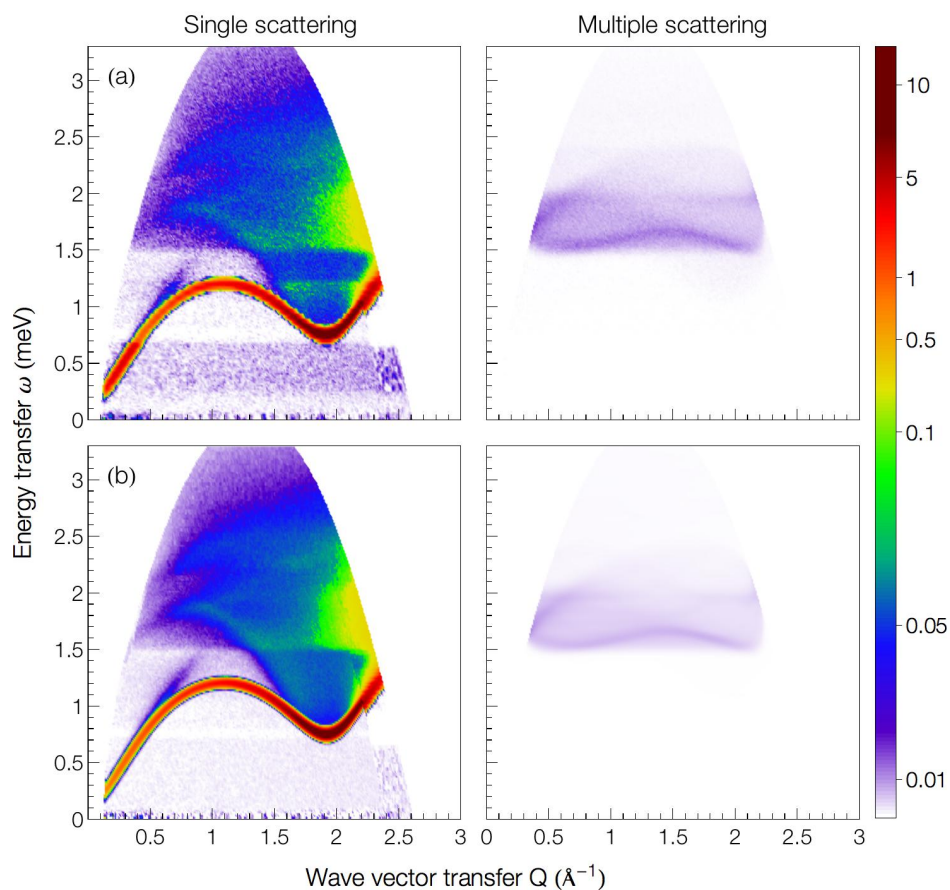 Single scattering
Multiple scattering
(a)
3
2.5
2
1.5
1
0.5
0
(b)
3
2.5
2
1.5
1
0.5
0
0.5 1 1.5 2 2.5 3
0 0.5 1 1.5 2 2.5 3
10
5
1
0.5
0.1
0.05
0.01
Energy transfer ω (meV)
Wave vector transfer Q (Å⁻¹)